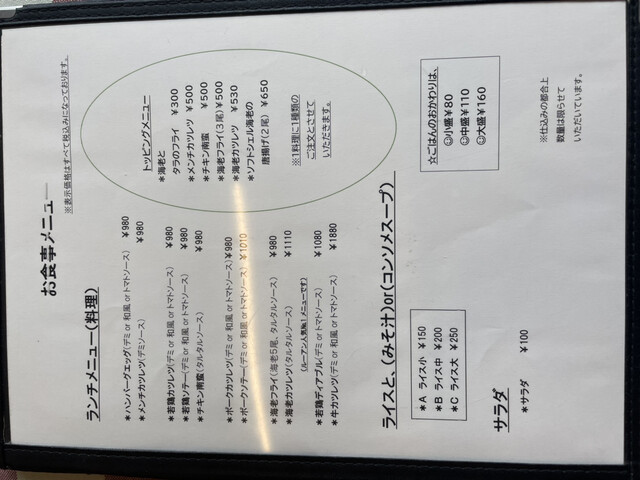 お食事メニュー
※表示価格はすべて税込みになっております。
ランチメニュー(料理)
*ハンバーグエッグ(デミ or 和風 or トマトソース) ¥980
*メンチカツレツ(デミソース) ¥980
*若鶏カツレツ(デミ or 和風 or トマトソース) ¥980
*若鶏ソテー(デミ or 和風 or トマトソース) ¥980
*チキン南蛮(タルタルソース) ¥980
*ポークカツレツ(デミ or 和風 or トマトソース) ¥980
*ポークソテー(デミ or 和風 or トマトソース) ¥1010
*海老フライ(海老5尾、タルタルソース) ¥980
*海老カツレツ(タルタルソース) ¥1110
(ルーアン人気№1メニューです)
*若鶏ディアブル(デミ or 和風 or トマトソース) ¥1080
*牛カツレツ(デミ or 和風 or トマトソース) ¥1880
トッピングメニュー
*海老と
タラのフライ ¥300
*メンチカツレツ ¥500
*チキン南蛮 ¥500
*海老フライ(3尾) ¥500
*海老カツレツ ¥530
*ソフトシェル海老の
唐揚げ(2尾) ¥650
※1料理に1種類の
ご注文とさせて
いただきます。
ライスと、(みそ汁)or(コンソメスープ)
*A ライス小 ¥150
*B ライス中 ¥200
*C ライス大 ¥250
☆ごはんのおかわりは、
☺小盛 ¥80
☺中盛 ¥110
☺大盛 ¥160
サラダ
*サラダ ¥100
※仕込みの都合上
数量は限らせて
いただいています。